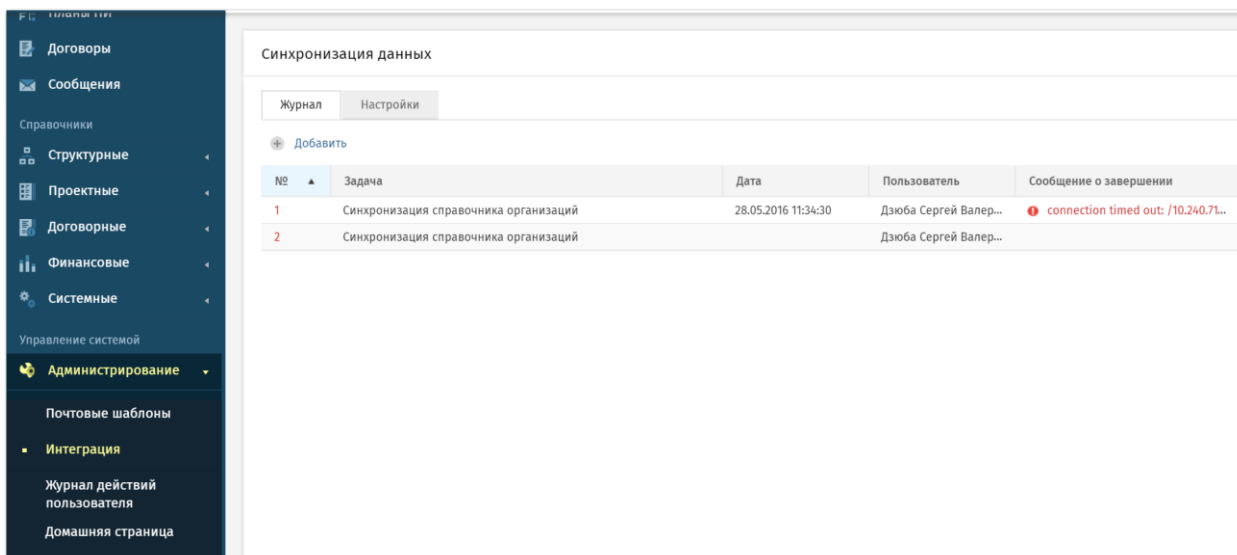 Договоры
Сообщения
Справочники
Структурные
Проектные
Договорные
Финансовые
Системные
Управление системой
Администрирование
Почтовые шаблоны
Интеграция
Журнал действий
пользователя
Домашняя страница
Синхронизация данных
Журнал Настройки
Добавить
№ Задача Дата Пользователь Сообщение о завершении
1 Синхронизация справочника организаций 28.05.2016 11:34:30 Дзюба Сергей Валер... connection timed out: /10.240.71...
2 Синхронизация справочника организаций Дзюба Сергей Валер...